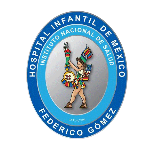 HOSPITAL INFANTIL DE MÉXICO
INSTITUTO NACIONAL DE SALUD
FEDERICO GÓMEZ